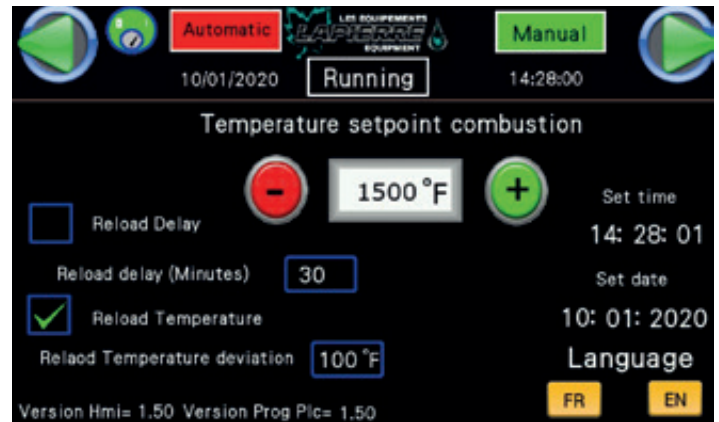 Automatic
LES EQUIPEMENTS
LAPIERRE
EQUIPMENT
Manual
10/01/2020
Running
14:28:00
Temperature setpoint combustion
- 1500 °F +
Set time
Reload Delay
14: 28: 01
Reload delay (Minutes) 30
Set date
Reload Temperature
10: 01: 2020
Relaod Temperature deviation 100 °F
Language
FR EN
Version Hmi= 1.50 Version Prog Plc= 1.50